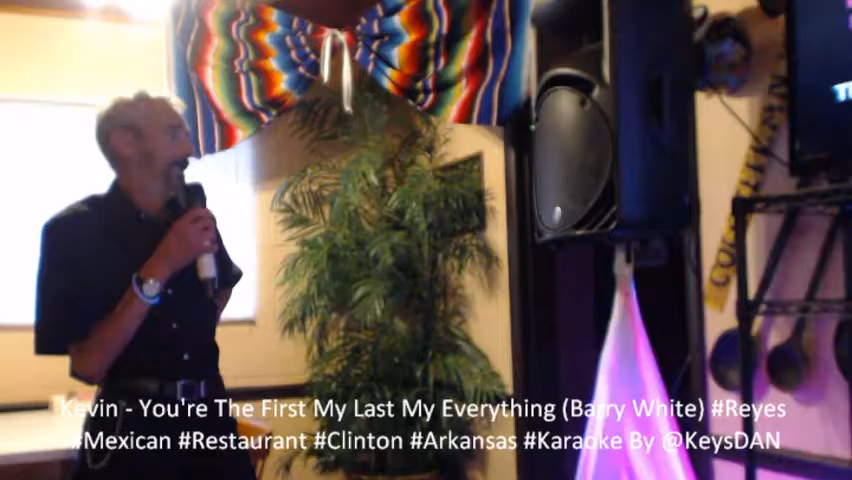 Kevin - You're The First My Last My Everything (Barry White) #Reyes
#Mexican #Restaurant #Clinton #Arkansas #Karaoke By @KeysDAN